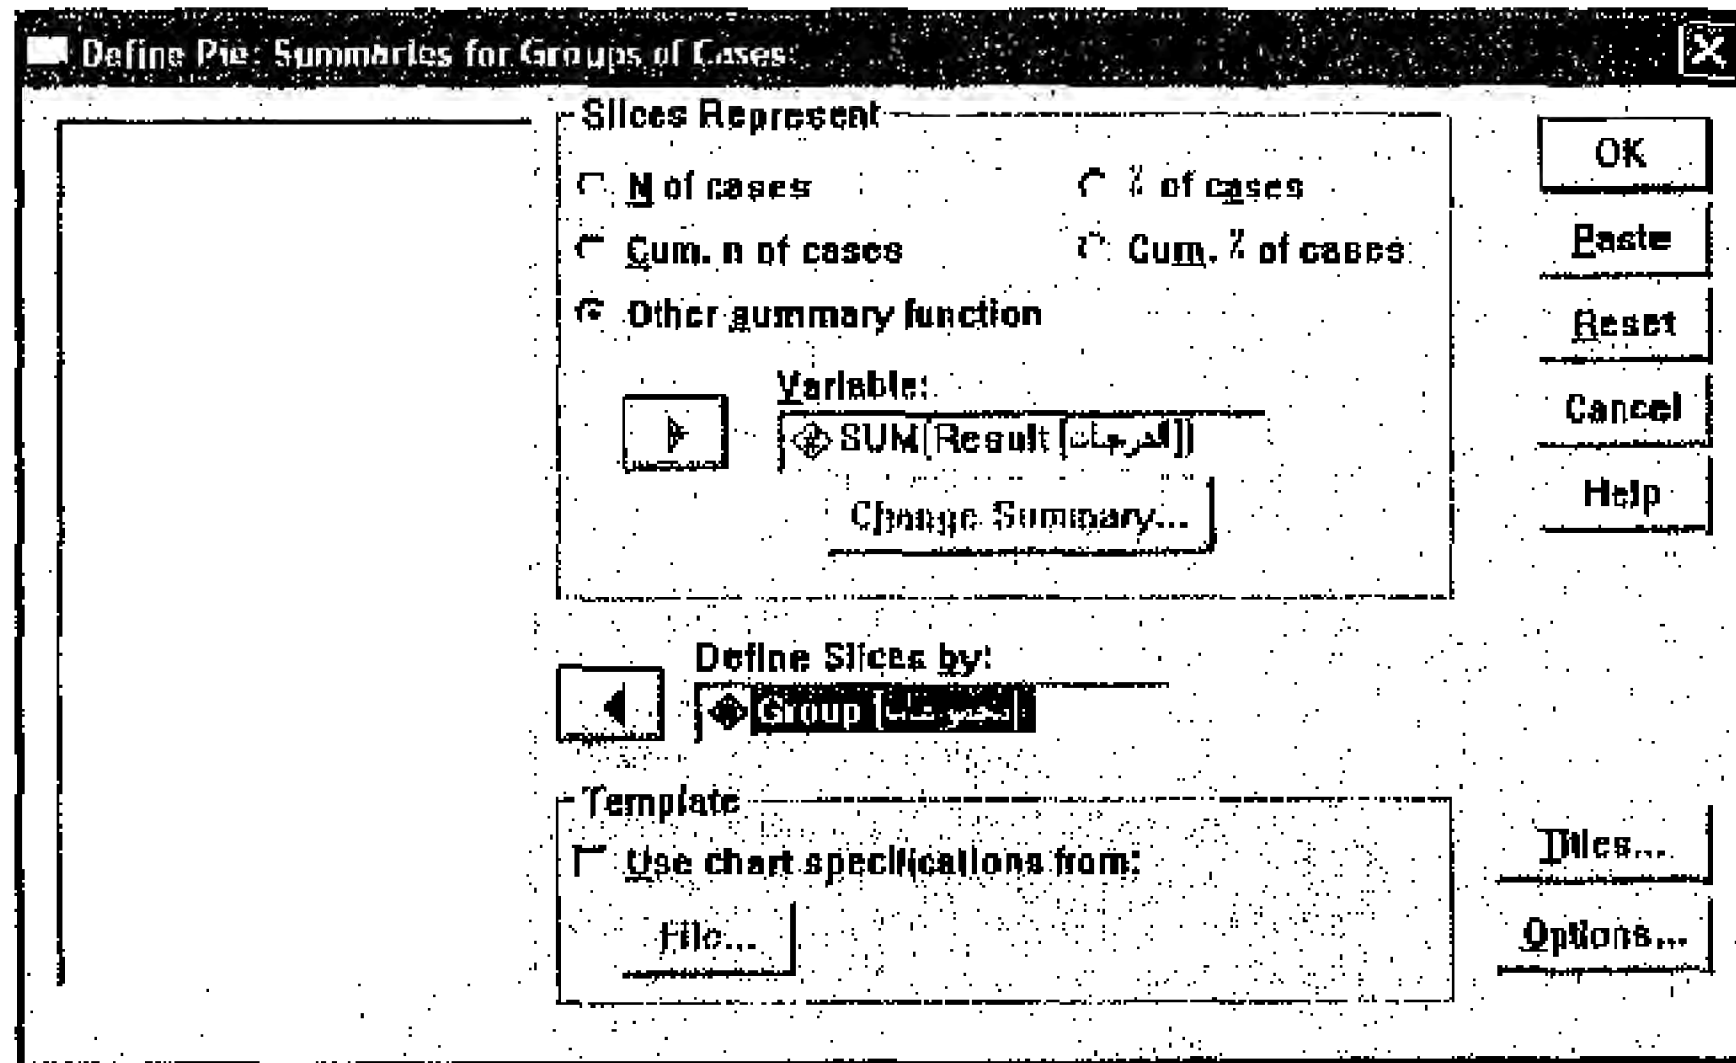 Define Pie: Summaries for Groups of Cases:
Slices Represent
N of cases
% of cases
Cum. n of cases
Cum. % of cases
Other summary function
Variable:
SUM(Result [الدرجات])
Change Summary...
Define Slices by:
Group [مجموعات]
Template
Use chart specifications from:
File...
OK
Paste
Reset
Cancel
Help
Titles...
Options...